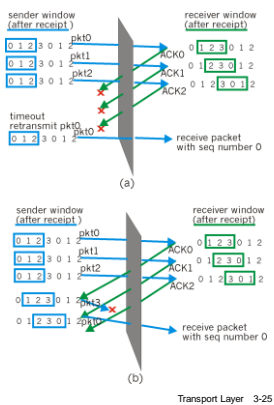 sender window
(after receipt )
receiver window
(after receipt)
0 1 2 3 0 1 2 pkt0
ACK0 0 1 2 3 0 1 2
0 1 2 3 0 1 2 pkt1
ACK1 0 1 2 3 0 1 2
0 1 2 3 0 1 2 pkt2
ACK2 0 1 2 3 0 1 2
timeout
retransmit pkt0
0 1 2 3 0 1 2 pkt0
receive packet
with seq number 0
(a)
sender window
(after receipt )
receiver window
(after receipt)
0 1 2 3 0 1 2 pkt0
ACK0 0 1 2 3 0 1 2
0 1 2 3 0 1 2 pkt1
ACK1 0 1 2 3 0 1 2
0 1 2 3 0 1 2 pkt2
ACK2 0 1 2 3 0 1 2
0 1 2 3 0 1 2 pkt3
0 1 2 3 0 1 2 pkt0
receive packet
with seq number 0
(b)
Transport Layer 3-25